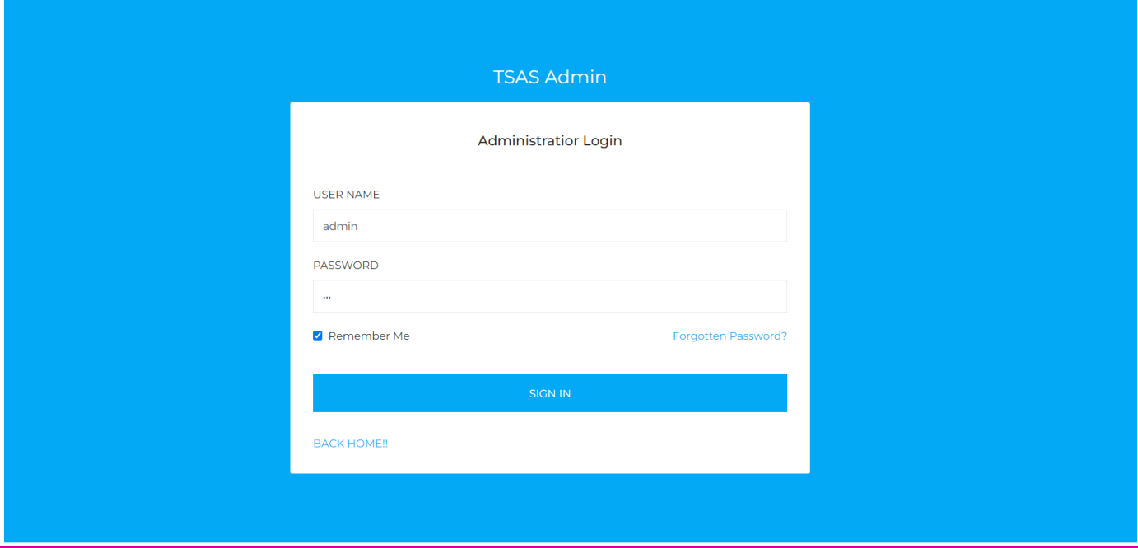 TSAS Admin
Administratior Login
USER NAME
admin
PASSWORD
•••
Remember Me
Forgotten Password?
SIGN IN
BACK HOME!!